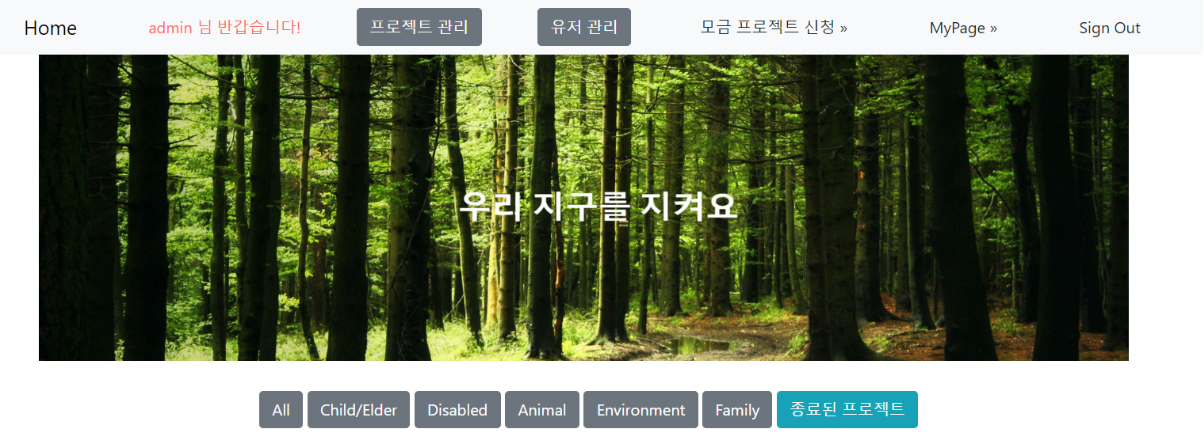 Home admin 님 반갑습니다! 프로젝트 관리 유저 관리 모금 프로젝트 신청 » MyPage » Sign Out
우리 지구를 지켜요
All Child/Elder Disabled Animal Environment Family 종료된 프로젝트